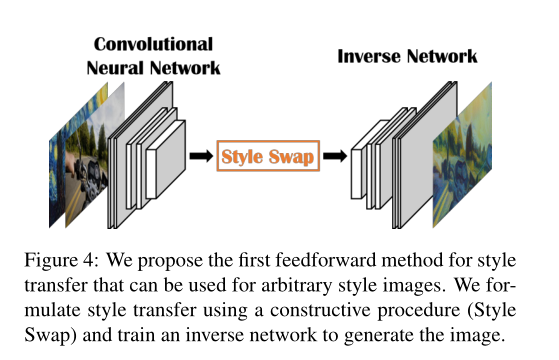 Convolutional
Neural Network
Inverse Network
Style Swap
Figure 4: We propose the first feedforward method for style
transfer that can be used for arbitrary style images. We for-
mulate style transfer using a constructive procedure (Style
Swap) and train an inverse network to generate the image.